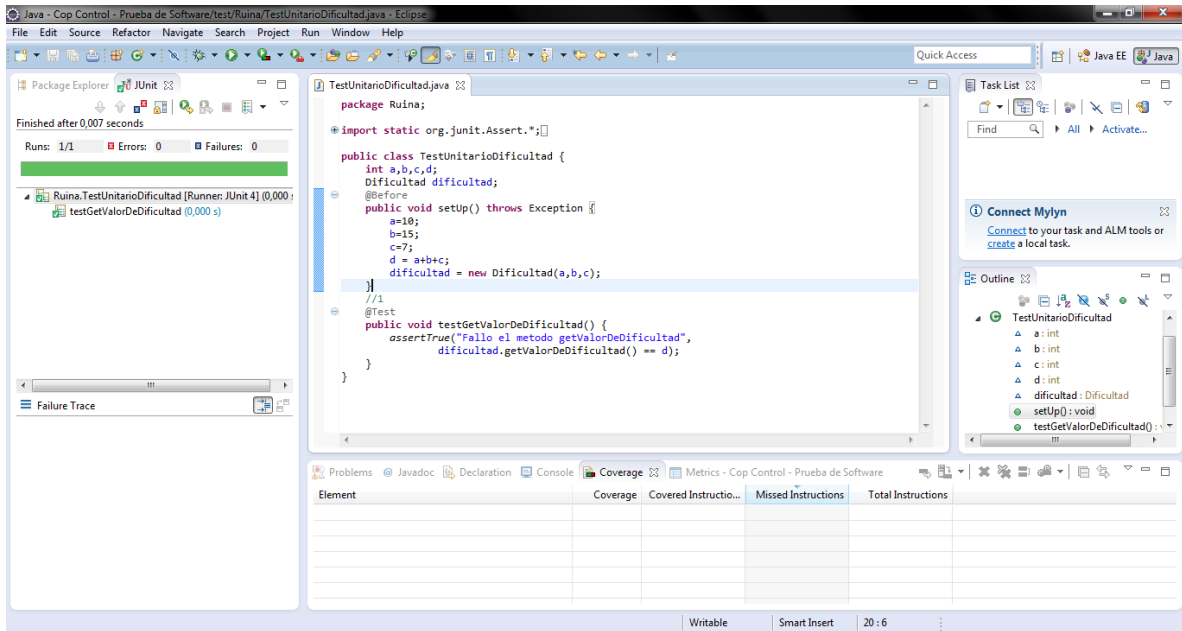 Java - Cop Control - Prueba de Software/test/Ruina/TestUnitarioDificultad.java - Eclipse
File Edit Source Refactor Navigate Search Project Run Window Help
Quick Access
Java EE
Java
Package Explorer
JUnit
Finished after 0,007 seconds
Runs: 1/1
Errors: 0
Failures: 0
Ruina.TestUnitarioDificultad [Runner: JUnit 4] (0,000
testGetValorDeDificultad (0,000 s)
Failure Trace
TestUnitarioDificultad.java
package Ruina;
import static org.junit.Assert.*;
public class TestUnitarioDificultad {
int a,b,c,d;
Dificultad dificultad;
@Before
public void setUp() throws Exception {
a=10;
b=15;
c=7;
d = a+b+c;
dificultad = new Dificultad(a,b,c);
}
//1
@Test
public void testGetValorDeDificultad() {
assertTrue("Fallo el metodo getValorDeDificultad",
dificultad.getValorDeDificultad() == d);
}
}
Task List
Find
All
Activate...
Connect Mylyn
Connect to your task and ALM tools or
create a local task.
Outline
TestUnitarioDificultad
a : int
b : int
c : int
d : int
dificultad : Dificultad
setUp() : void
testGetValorDeDificultad() :
Problems @ Javadoc Declaration Console Coverage Metrics - Cop Control - Prueba de Software
Element Coverage Covered Instructio... Missed Instructions Total Instructions
Writable Smart Insert 20 : 6